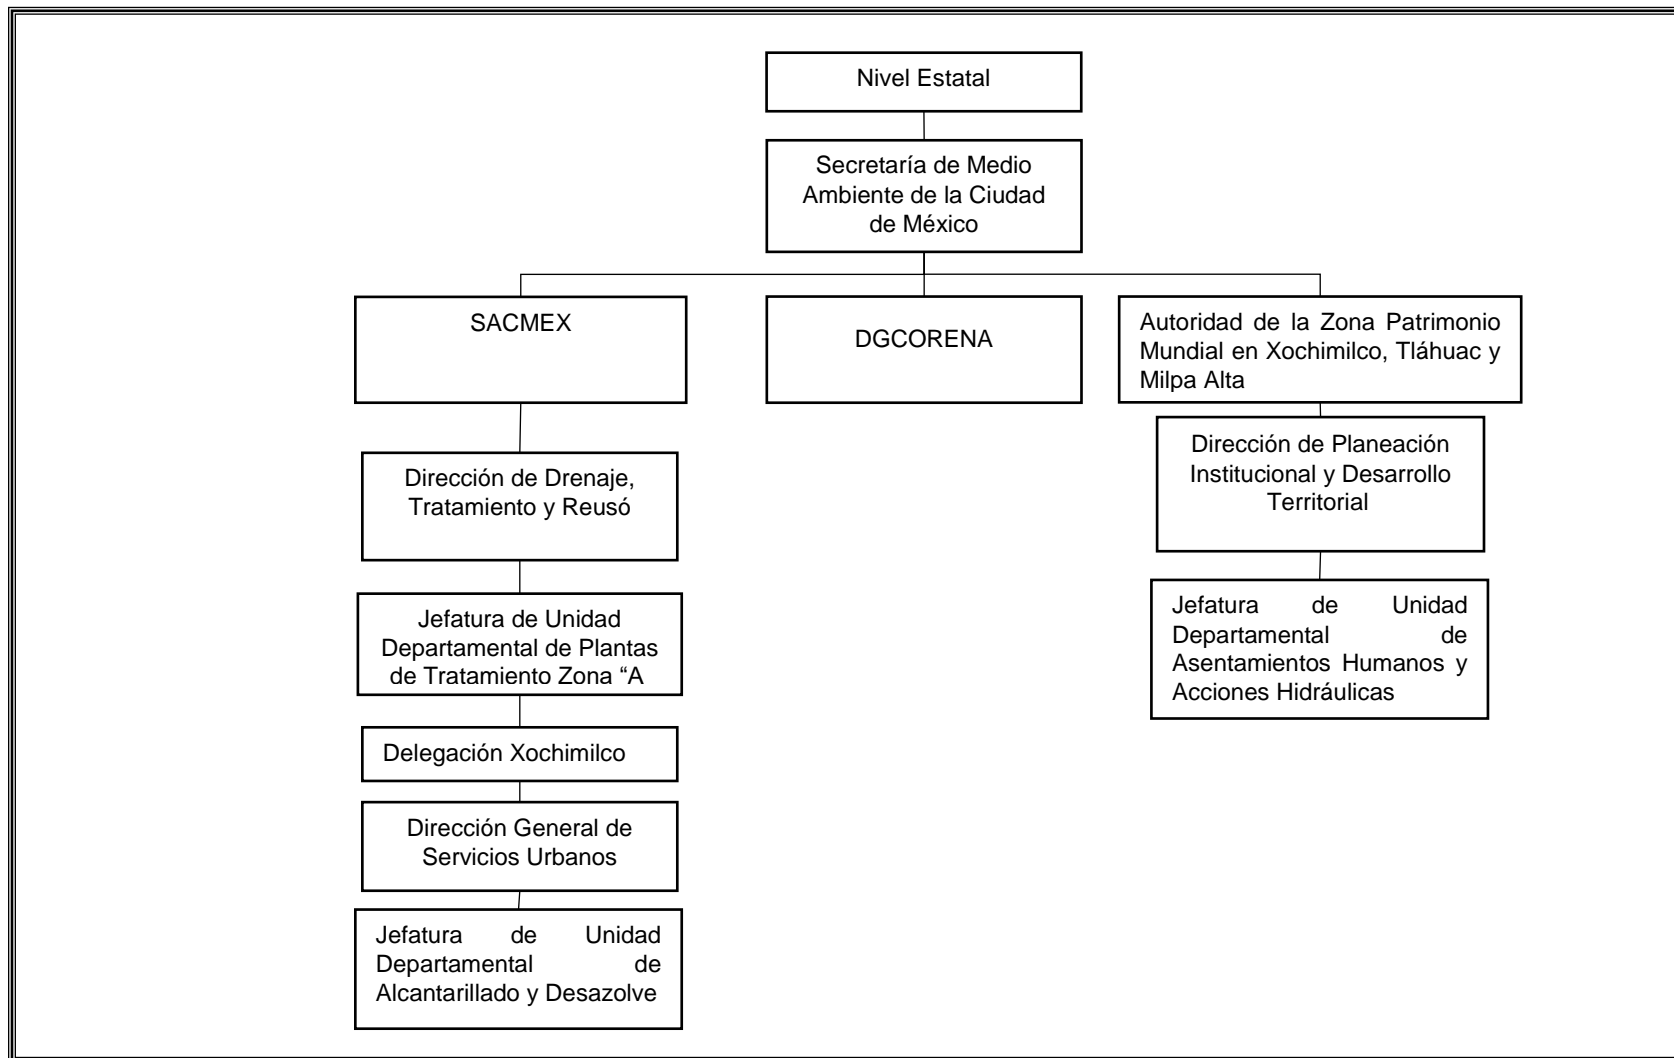 Nivel Estatal
Secretaría de Medio
Ambiente de la Ciudad
de México
SACMEX
DGCORENA
Autoridad de la Zona Patrimonio
Mundial en Xochimilco, Tláhuac y
Milpa Alta
Dirección de Drenaje,
Tratamiento y Reusó
Jefatura de Unidad
Departamental de Plantas
de Tratamiento Zona “A
Delegación Xochimilco
Dirección General de
Servicios Urbanos
Jefatura de Unidad
Departamental de
Alcantarillado y Desazolve
Dirección de Planeación
Institucional y Desarrollo
Territorial
Jefatura de Unidad
Departamental de
Asentamientos Humanos y
Acciones Hidráulicas